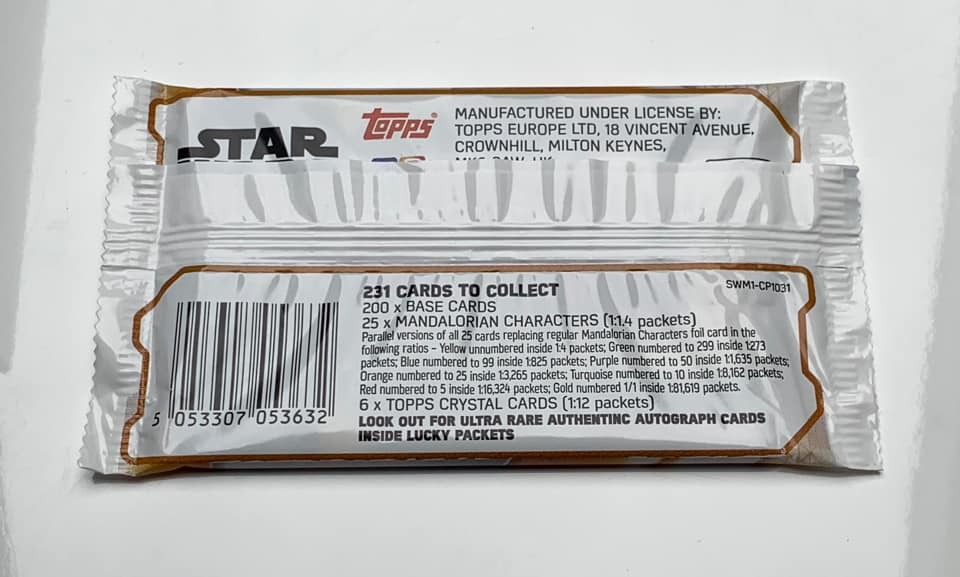 STAR
TOPPS
MANUFACTURED UNDER LICENSE BY:
TOPPS EUROPE LTD, 18 VINCENT AVENUE,
CROWNHILL, MILTON KEYNES,
231 CARDS TO COLLECT
SWM1-CP1031
200 x BASE CARDS
25 x MANDALORIAN CHARACTERS (1:1.4 packets)
Parallel versions of all 25 cards replacing regular Mandalorian Characters foil card in the
following ratios - Yellow unnumbered inside 1:4 packets; Green numbered to 299 inside 1:273
packets; Blue numbered to 99 inside 1:825 packets; Purple numbered to 50 inside 1:1,635 packets;
Orange numbered to 25 inside 1:3,265 packets; Turquoise numbered to 10 inside 1:8,162 packets;
Red numbered to 5 inside 1:16,324 packets; Gold numbered 1/1 inside 1:81,619 packets.
6 x TOPPS CRYSTAL CARDS (1:12 packets)
LOOK OUT FOR ULTRA RARE AUTHENTINC AUTOGRAPH CARDS
INSIDE LUCKY PACKETS
5 053307 053632